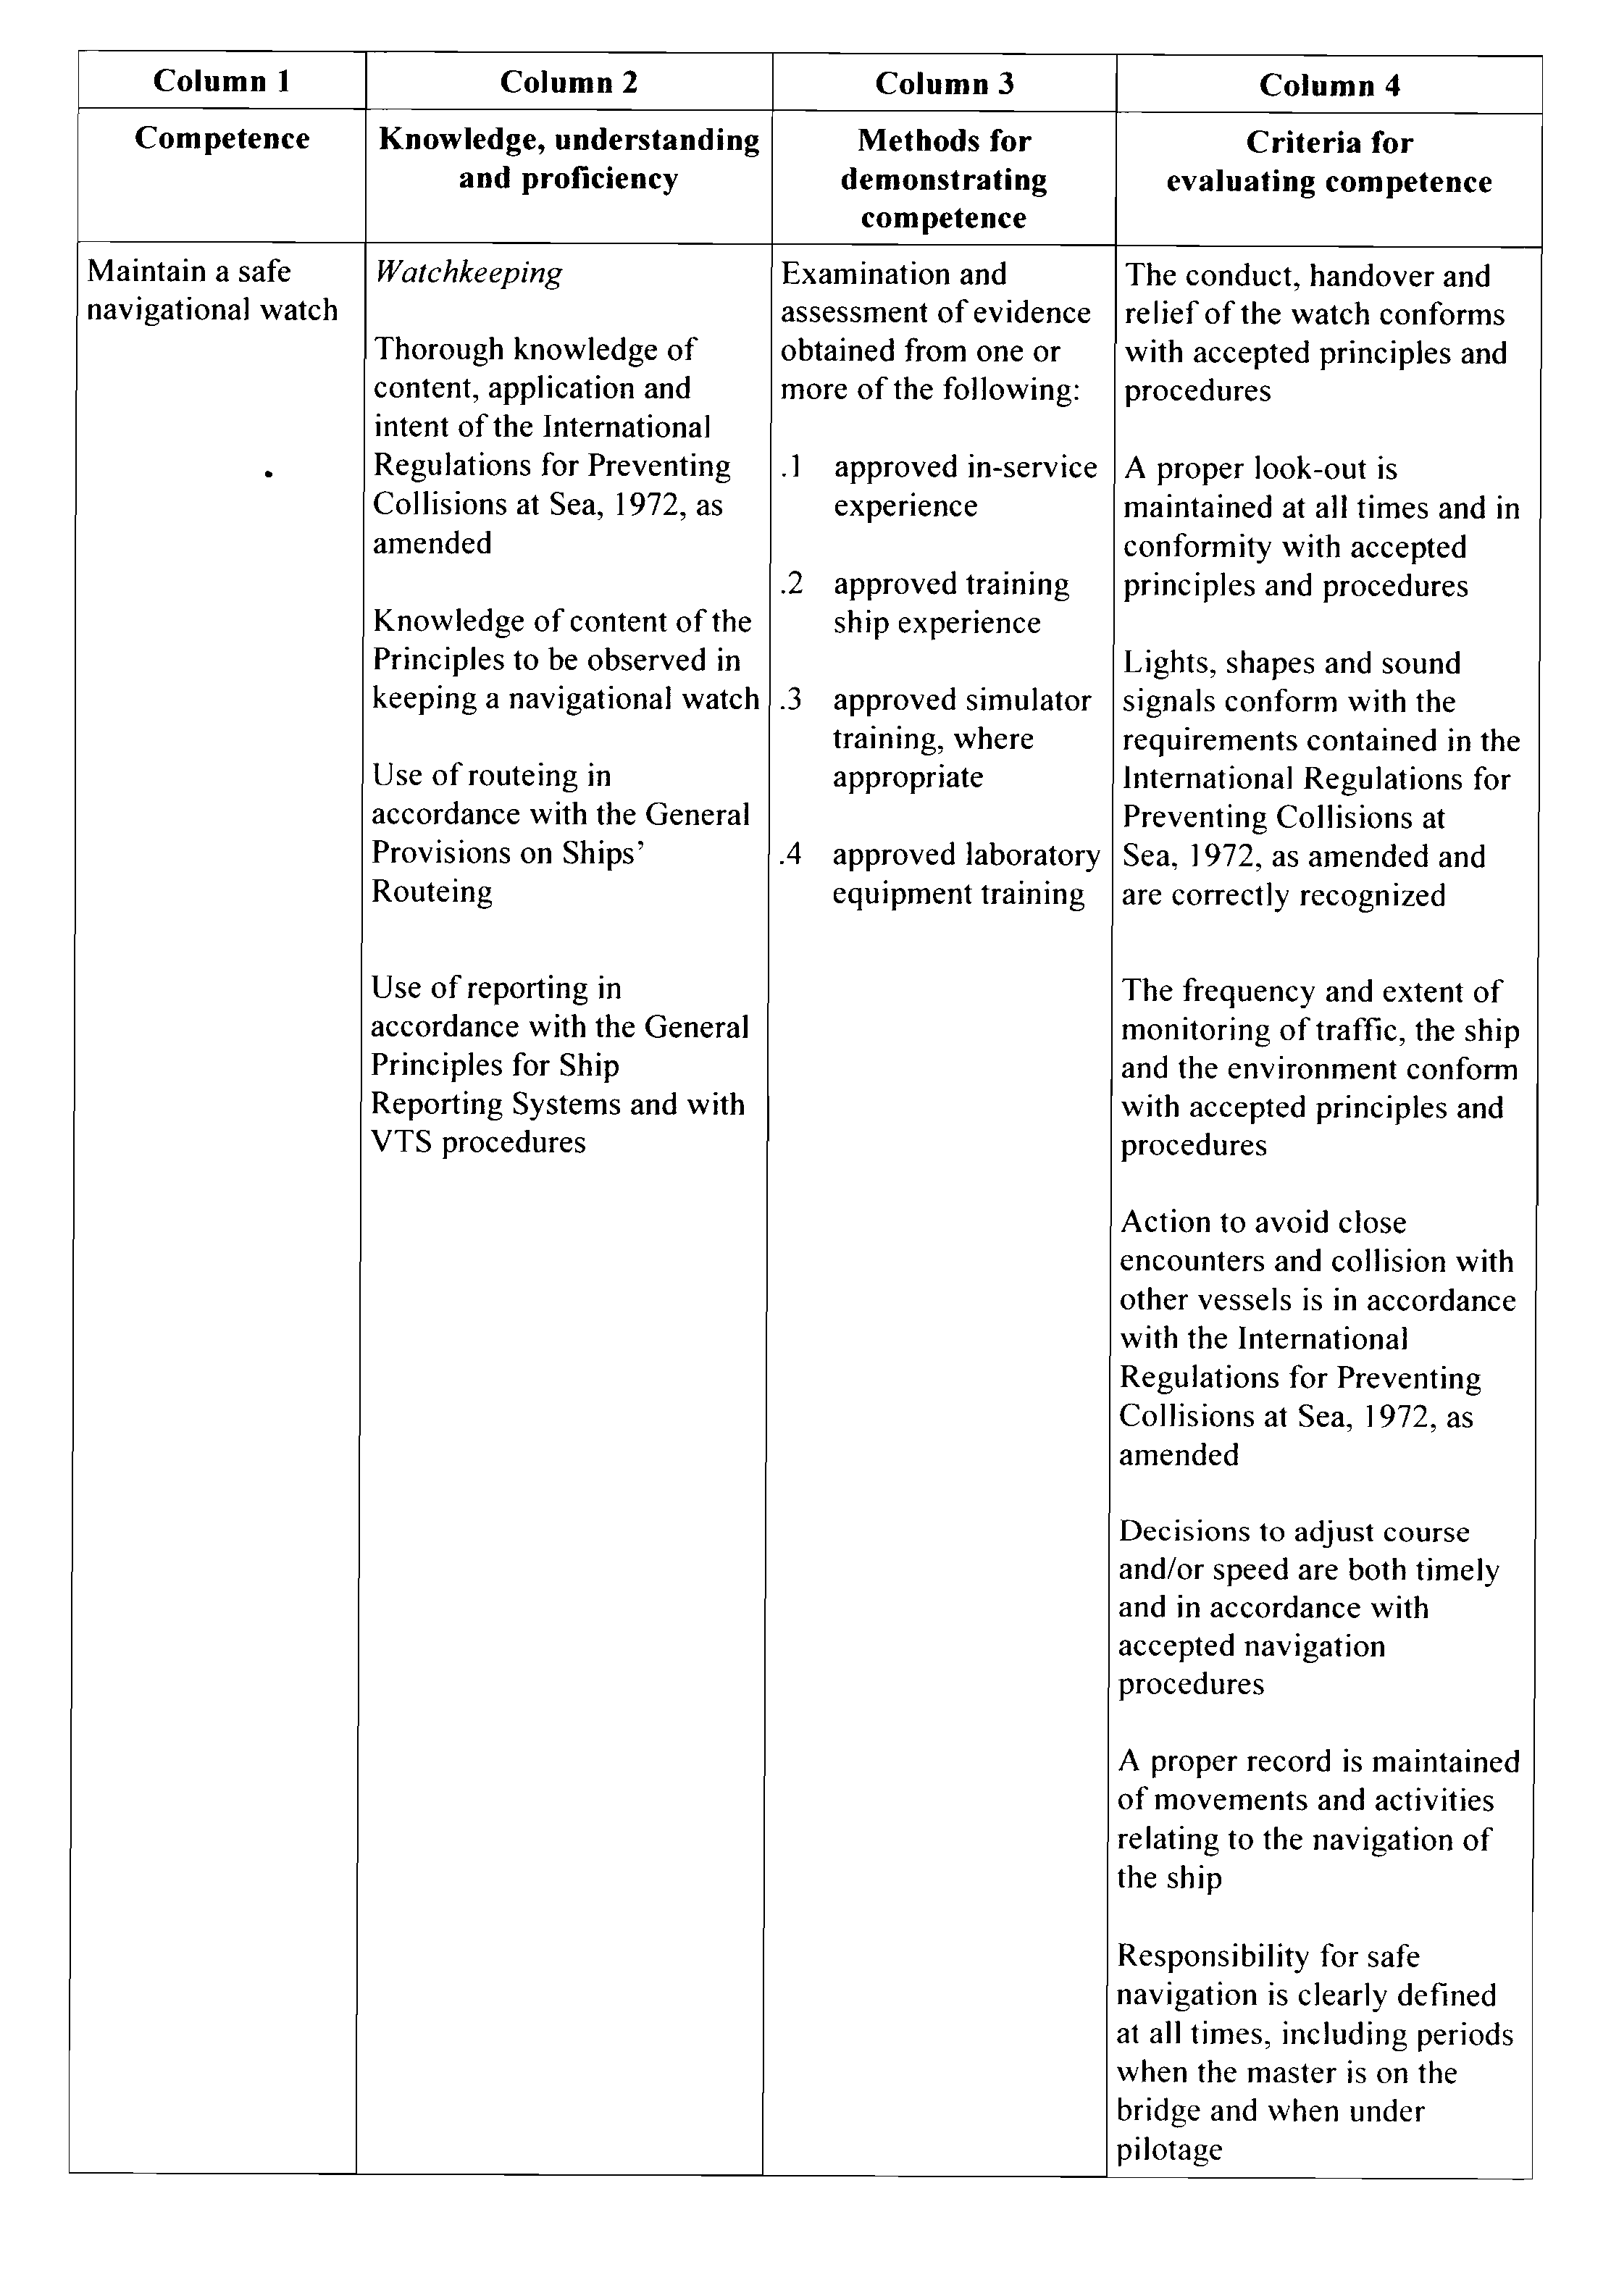 Column 1
Column 2
Column 3
Column 4
Competence
Knowledge, understanding
and proficiency
Methods for
demonstrating
competence
Criteria for
evaluating competence
Maintain a safe
navigational watch
Watchkeeping
Thorough knowledge of
content, application and
intent of the International
Regulations for Preventing
Collisions at Sea, 1972, as
amended
Knowledge of content of the
Principles to be observed in
keeping a navigational watch
Use of routeing in
accordance with the General
Provisions on Ships’
Routeing
Use of reporting in
accordance with the General
Principles for Ship
Reporting Systems and with
VTS procedures
Examination and
assessment of evidence
obtained from one or
more of the following:
.1 approved in-service
experience
.2 approved training
ship experience
.3 approved simulator
training, where
appropriate
.4 approved laboratory
equipment training
The conduct, handover and
relief of the watch conforms
with accepted principles and
procedures
A proper look-out is
maintained at all times and in
conformity with accepted
principles and procedures
Lights, shapes and sound
signals conform with the
requirements contained in the
International Regulations for
Preventing Collisions at
Sea, 1972, as amended and
are correctly recognized
The frequency and extent of
monitoring of traffic, the ship
and the environment conform
with accepted principles and
procedures
Action to avoid close
encounters and collision with
other vessels is in accordance
with the International
Regulations for Preventing
Collisions at Sea, 1972, as
amended
Decisions to adjust course
and/or speed are both timely
and in accordance with
accepted navigation
procedures
A proper record is maintained
of movements and activities
relating to the navigation of
the ship
Responsibility for safe
navigation is clearly defined
at all times, including periods
when the master is on the
bridge and when under
pilotage